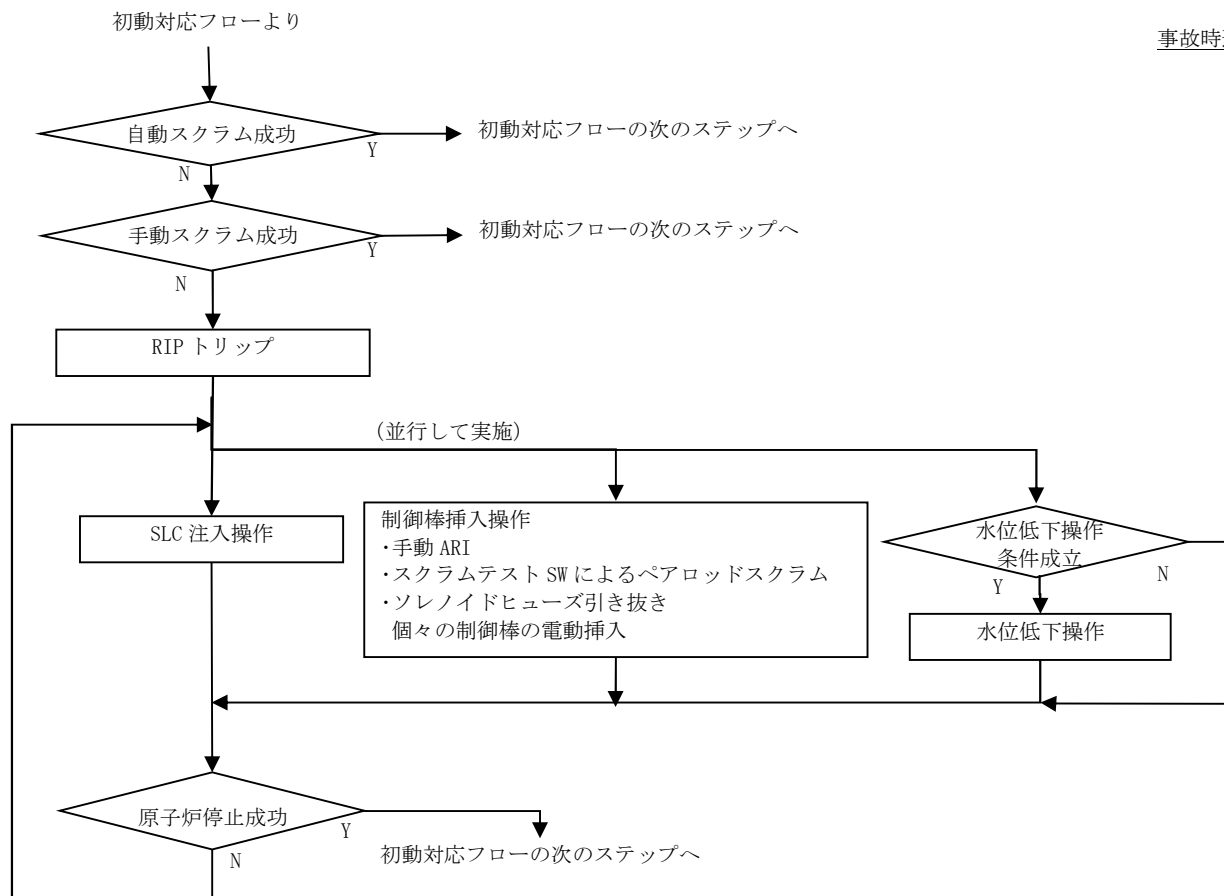 初動対応フローより
事故時
自動スクラム成功
初動対応フローの次のステップへ
Y
N
手動スクラム成功
初動対応フローの次のステップへ
Y
N
RIP トリップ
(並行して実施)
SLC 注入操作
制御棒挿入操作
・手動 ARI
・スクラムテスト SW によるペアロッドスクラム
・ソレノイドヒューズ引き抜き
個々の制御棒の電動挿入
水位低下操作
条件成立
Y
N
水位低下操作
原子炉停止成功
Y
N
初動対応フローの次のステップへ